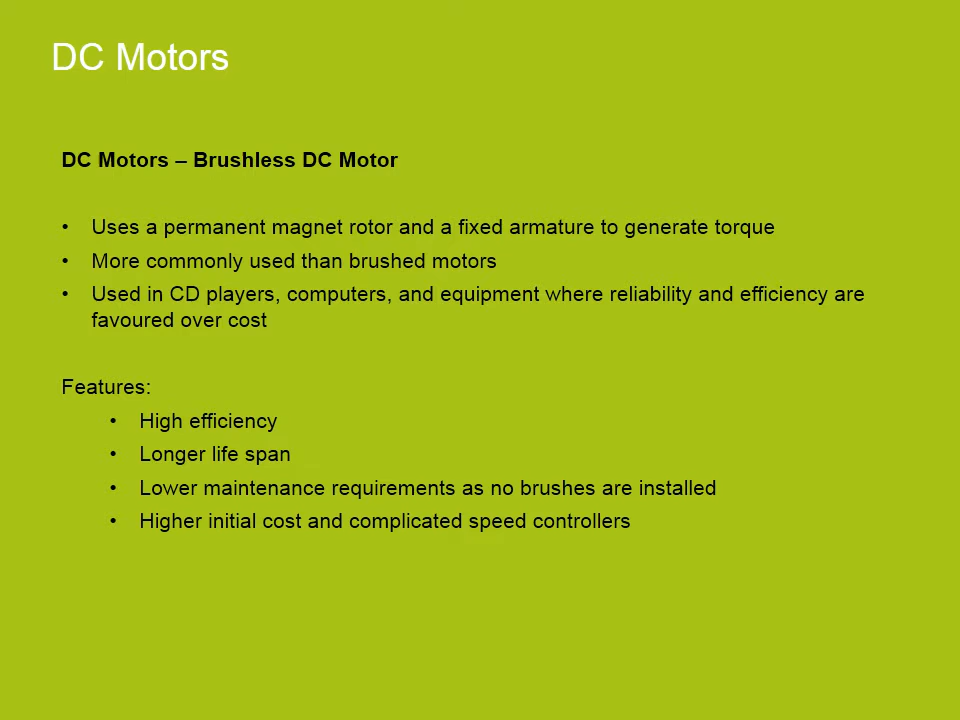 DC Motors
DC Motors – Brushless DC Motor
• Uses a permanent magnet rotor and a fixed armature to generate torque
• More commonly used than brushed motors
• Used in CD players, computers, and equipment where reliability and efficiency are
favoured over cost
Features:
• High efficiency
• Longer life span
• Lower maintenance requirements as no brushes are installed
• Higher initial cost and complicated speed controllers